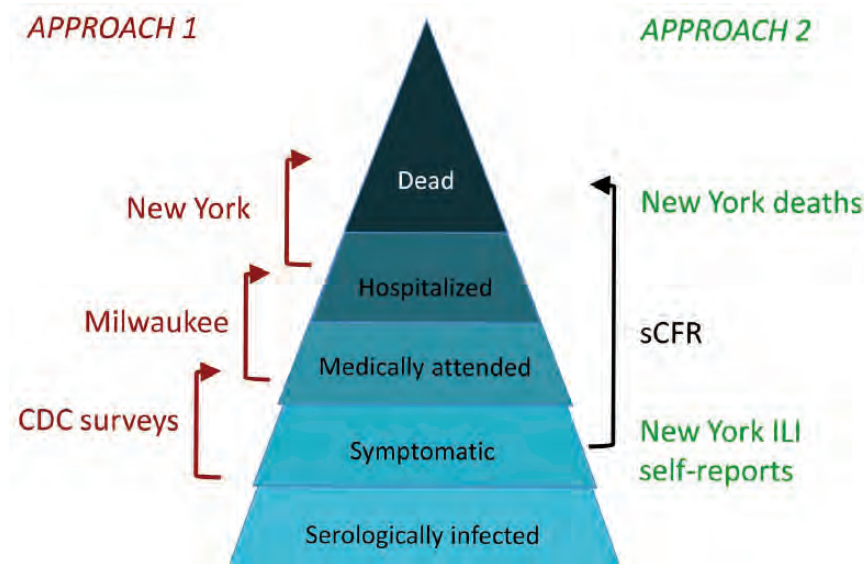 APPROACH 1
APPROACH 2
Dead
New York
New York deaths
Hospitalized
Milwaukee
sCFR
Medically attended
CDC surveys
Symptomatic
New York ILI
self-reports
Serologically infected